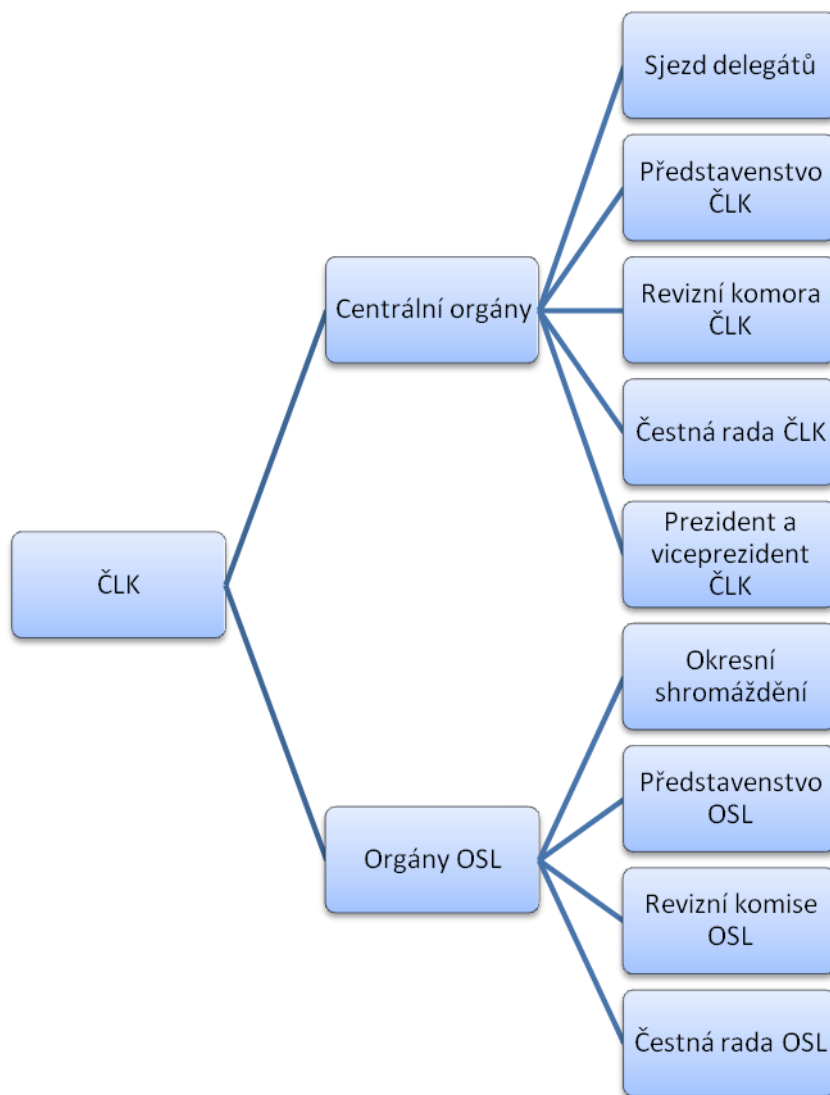 Sjezd delegátů
Představenstvo
ČLK
Centrální orgány
Revizní komora
ČLK
Čestná rada ČLK
Prezident a
viceprezident
ČLK
ČLK
Okresní
shromáždění
Představenstvo
OSL
Orgány OSL
Revizní komise
OSL
Čestná rada OSL